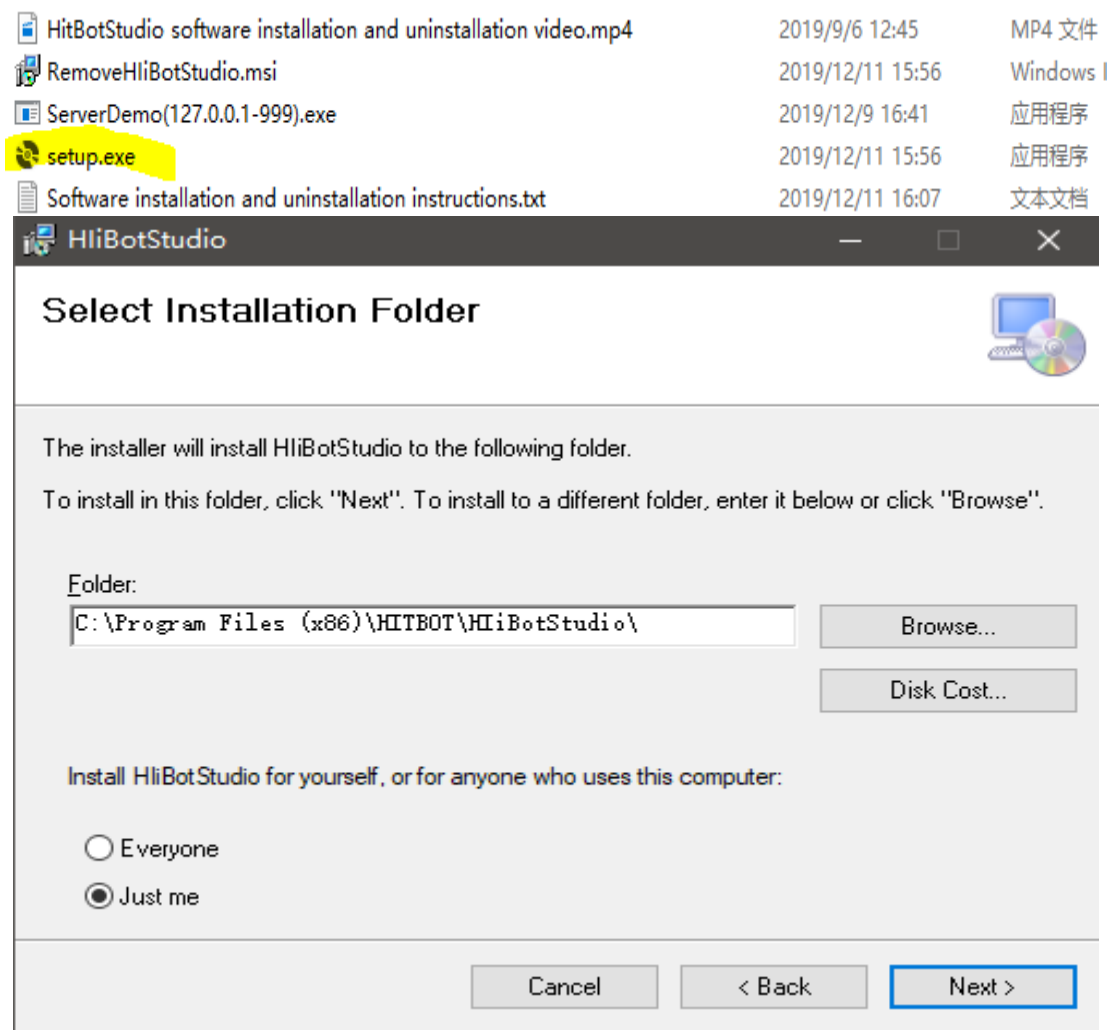 HitBotStudio software installation and uninstallation video.mp4 2019/9/6 12:45 MP4 文件
RemoveHIiBotStudio.msi 2019/12/11 15:56 Windows I
ServerDemo(127.0.0.1-999).exe 2019/12/9 16:41 应用程序
setup.exe 2019/12/11 15:56 应用程序
Software installation and uninstallation instructions.txt 2019/12/11 16:07 文本文档
HIiBotStudio
Select Installation Folder
The installer will install HIiBotStudio to the following folder.
To install in this folder, click "Next". To install to a different folder, enter it below or click "Browse".
Folder:
C:\Program Files (x86)\HITBOT\HIiBotStudio\
Browse...
Disk Cost...
Install HIiBotStudio for yourself, or for anyone who uses this computer:
Everyone
Just me
Cancel < Back Next >